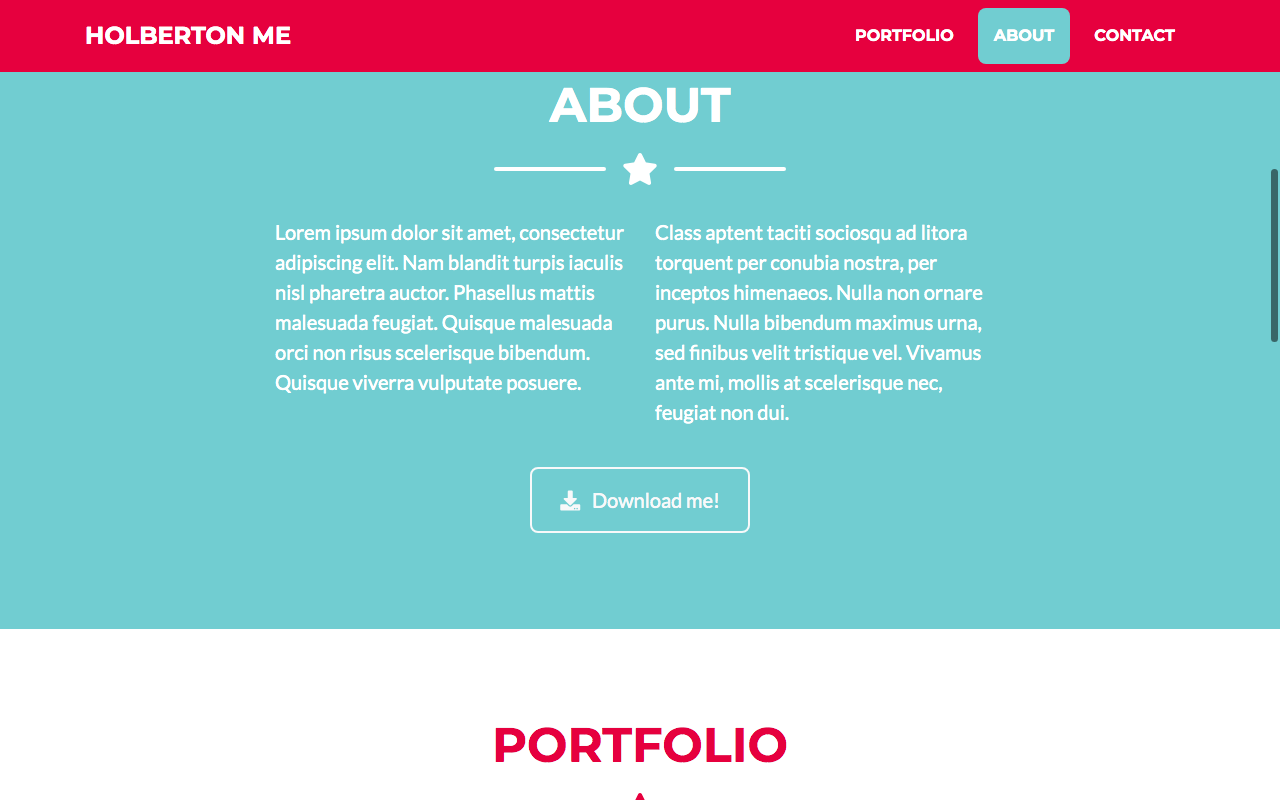 HOLBERTON ME
PORTFOLIO
ABOUT
CONTACT
ABOUT
Lorem ipsum dolor sit amet, consectetur
adipiscing elit. Nam blandit turpis iaculis
nisl pharetra auctor. Phasellus mattis
malesuada feugiat. Quisque malesuada
orci non risus scelerisque bibendum.
Quisque viverra vulputate posuere.
Class aptent taciti sociosqu ad litora
torquent per conubia nostra, per
inceptos himenaeos. Nulla non ornare
purus. Nulla bibendum maximus urna,
sed finibus velit tristique vel. Vivamus
ante mi, mollis at scelerisque nec,
feugiat non dui.
Download me!
PORTFOLIO